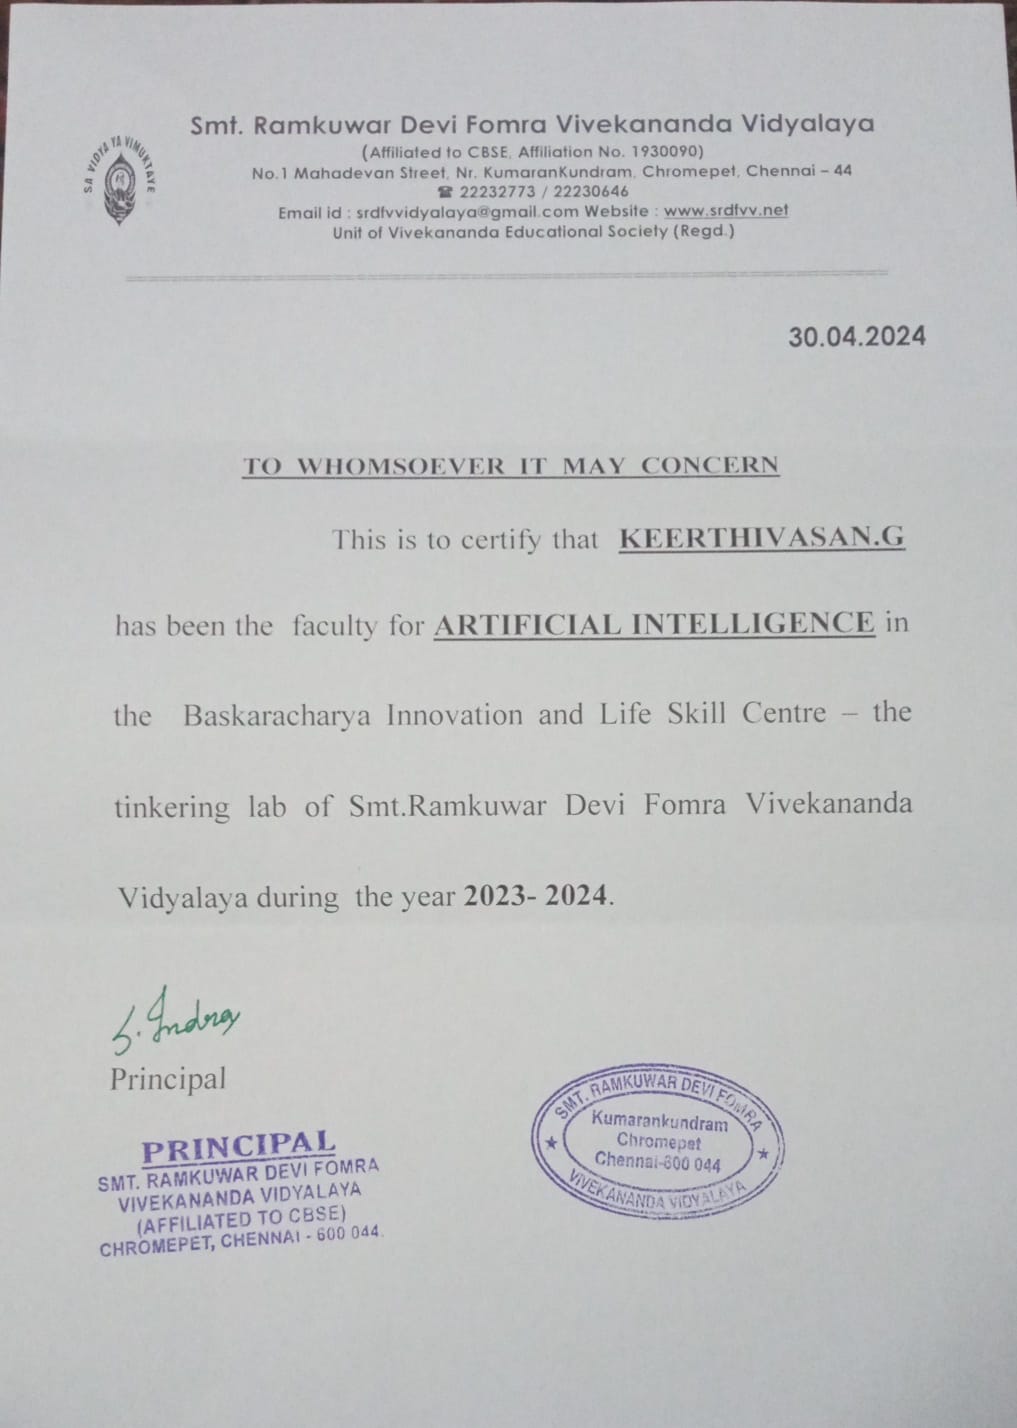 SA VIDYA YA VIMUKTAYE
Smt. Ramkuwar Devi Fomra Vivekananda Vidyalaya
(Affiliated to CBSE, Affiliation No. 1930090)
No.1 Mahadevan Street, Nr. KumaranKundram, Chromepet, Chennai – 44
☎ 22232773 / 22230646
Email id : srdfvvidyalaya@gmail.com Website : www.srdfvv.net
Unit of Vivekananda Educational Society (Regd.)
30.04.2024
TO WHOMSOEVER IT MAY CONCERN
This is to certify that KEERTHIVASAN.G
has been the faculty for ARTIFICIAL INTELLIGENCE in
the Baskaracharya Innovation and Life Skill Centre – the
tinkering lab of Smt.Ramkuwar Devi Fomra Vivekananda
Vidyalaya during the year 2023- 2024.
S. Indra
Principal
PRINCIPAL
SMT. RAMKUWAR DEVI FOMRA
VIVEKANANDA VIDYALAYA
(AFFILIATED TO CBSE)
CHROMEPET, CHENNAI - 600 044.
SMT. RAMKUWAR DEVI FOMRA
Kumarankundram
Chromepet
Chennai-600 044
VIVEKANANDA VIDYALAYA